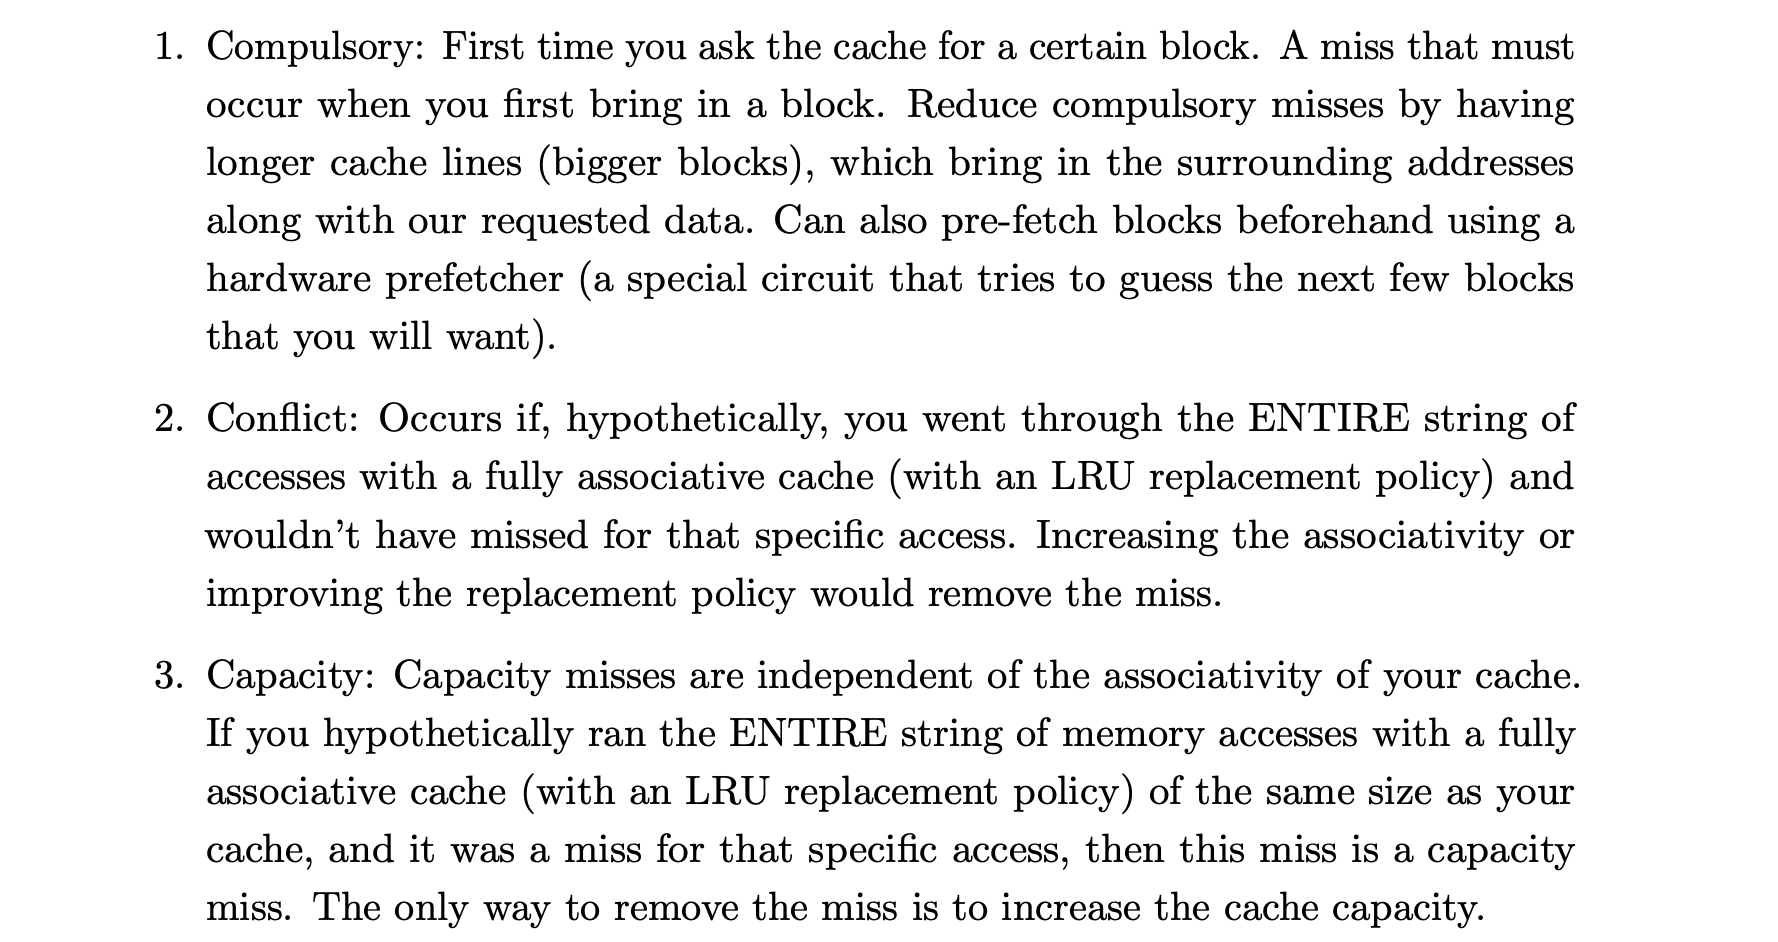 1. Compulsory: First time you ask the cache for a certain block. A miss that must
occur when you first bring in a block. Reduce compulsory misses by having
longer cache lines (bigger blocks), which bring in the surrounding addresses
along with our requested data. Can also pre-fetch blocks beforehand using a
hardware prefetcher (a special circuit that tries to guess the next few blocks
that you will want).
2. Conflict: Occurs if, hypothetically, you went through the ENTIRE string of
accesses with a fully associative cache (with an LRU replacement policy) and
wouldn’t have missed for that specific access. Increasing the associativity or
improving the replacement policy would remove the miss.
3. Capacity: Capacity misses are independent of the associativity of your cache.
If you hypothetically ran the ENTIRE string of memory accesses with a fully
associative cache (with an LRU replacement policy) of the same size as your
cache, and it was a miss for that specific access, then this miss is a capacity
miss. The only way to remove the miss is to increase the cache capacity.